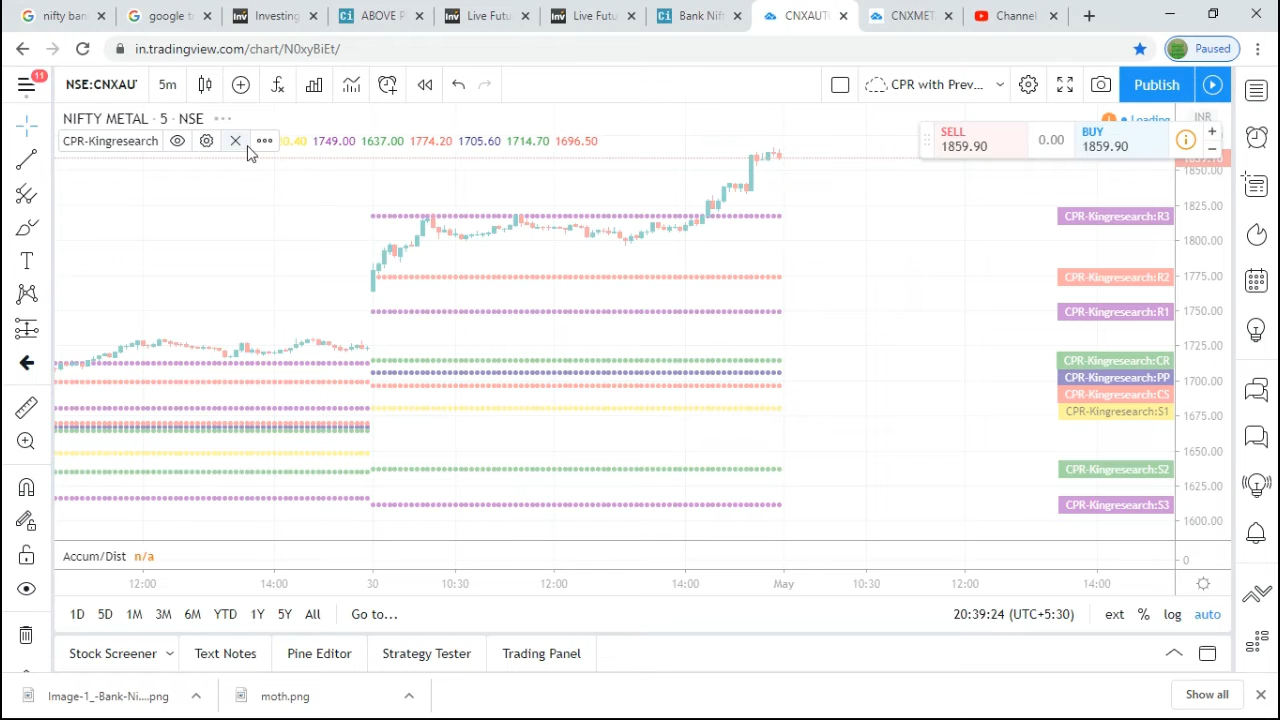 nifty bank
google f
Investing
ABOVE P
Live Futu
Live Futu
Bank Nift
CNXAUT
CNXMET
Channel
in.tradingview.com/chart/N0xyBiEt/
Paused
11
NSE:CNXAU
5m
CPR with Prev...
Publish
NIFTY METAL · 5 · NSE
Loading
INR
CPR-Kingresearch
1749.00 1637.00 1774.20 1705.60 1714.70 1696.50
SELL
1859.90
0.00
BUY
1859.90
1850.00
1825.00
1800.00
1775.00
1750.00
1725.00
1700.00
1675.00
1650.00
1625.00
1600.00
CPR-Kingresearch:R3
CPR-Kingresearch:R2
CPR-Kingresearch:R1
CPR-Kingresearch:CR
CPR-Kingresearch:PP
CPR-Kingresearch:CS
CPR-Kingresearch:S1
CPR-Kingresearch:S2
CPR-Kingresearch:S3
Accum/Dist n/a
0
12:00 14:00 30 10:30 12:00 14:00 May 10:30 12:00 14:00
1D 5D 1M 3M 6M YTD 1Y 5Y All Go to...
20:39:24 (UTC+5:30) ext % log auto
Stock Screener Text Notes Pine Editor Strategy Tester Trading Panel
Image-1_-Bank-Ni....png
moth.png
Show all